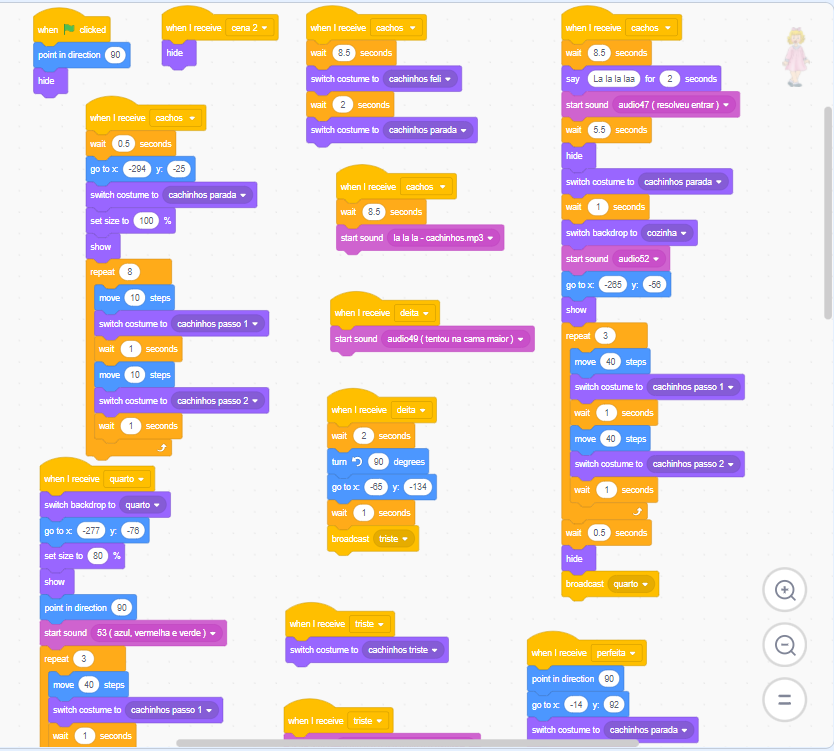 when clicked
point in direction 90
hide
when I receive cena 2
hide
when I receive cachos
wait 8.5 seconds
switch costume to cachinhos feli
wait 2 seconds
switch costume to cachinhos parada
when I receive cachos
wait 8.5 seconds
say La la la laa for 2 seconds
start sound audio47 ( resolveu entrar )
wait 5.5 seconds
hide
switch costume to cachinhos parada
wait 1 seconds
switch backdrop to cozinha
start sound audio52
go to x: -265 y: -56
show
repeat 3
move 40 steps
switch costume to cachinhos passo 1
wait 1 seconds
move 40 steps
switch costume to cachinhos passo 2
wait 1 seconds
wait 0.5 seconds
hide
broadcast quarto
when I receive cachos
wait 0.5 seconds
go to x: -294 y: -25
switch costume to cachinhos parada
set size to 100 %
show
repeat 8
move 10 steps
switch costume to cachinhos passo 1
wait 1 seconds
move 10 steps
switch costume to cachinhos passo 2
wait 1 seconds
when I receive cachos
wait 8.5 seconds
start sound la la la - cachinhos.mp3
when I receive deita
start sound audio49 ( tentou na cama maior )
when I receive deita
wait 2 seconds
turn 90 degrees
go to x: -65 y: -134
wait 1 seconds
broadcast triste
when I receive quarto
switch backdrop to quarto
go to x: -277 y: -76
set size to 80 %
show
point in direction 90
start sound 53 ( azul, vermelha e verde )
repeat 3
move 40 steps
switch costume to cachinhos passo 1
wait 1 seconds
when I receive triste
switch costume to cachinhos triste
when I receive triste
when I receive perfeita
point in direction 90
go to x: -14 y: 92
switch costume to cachinhos parada